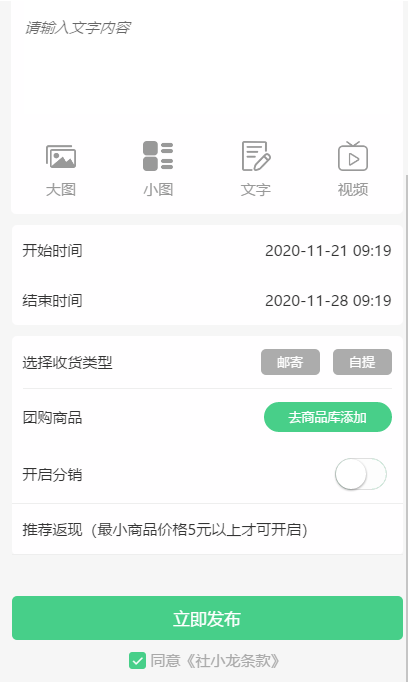 请输入文字内容
大图 小图 文字 视频
开始时间 2020-11-21 09:19
结束时间 2020-11-28 09:19
选择收货类型 邮寄 自提
团购商品 去商品库添加
开启分销
推荐返现（最小商品价格5元以上才可开启）
立即发布
同意《社小龙条款》